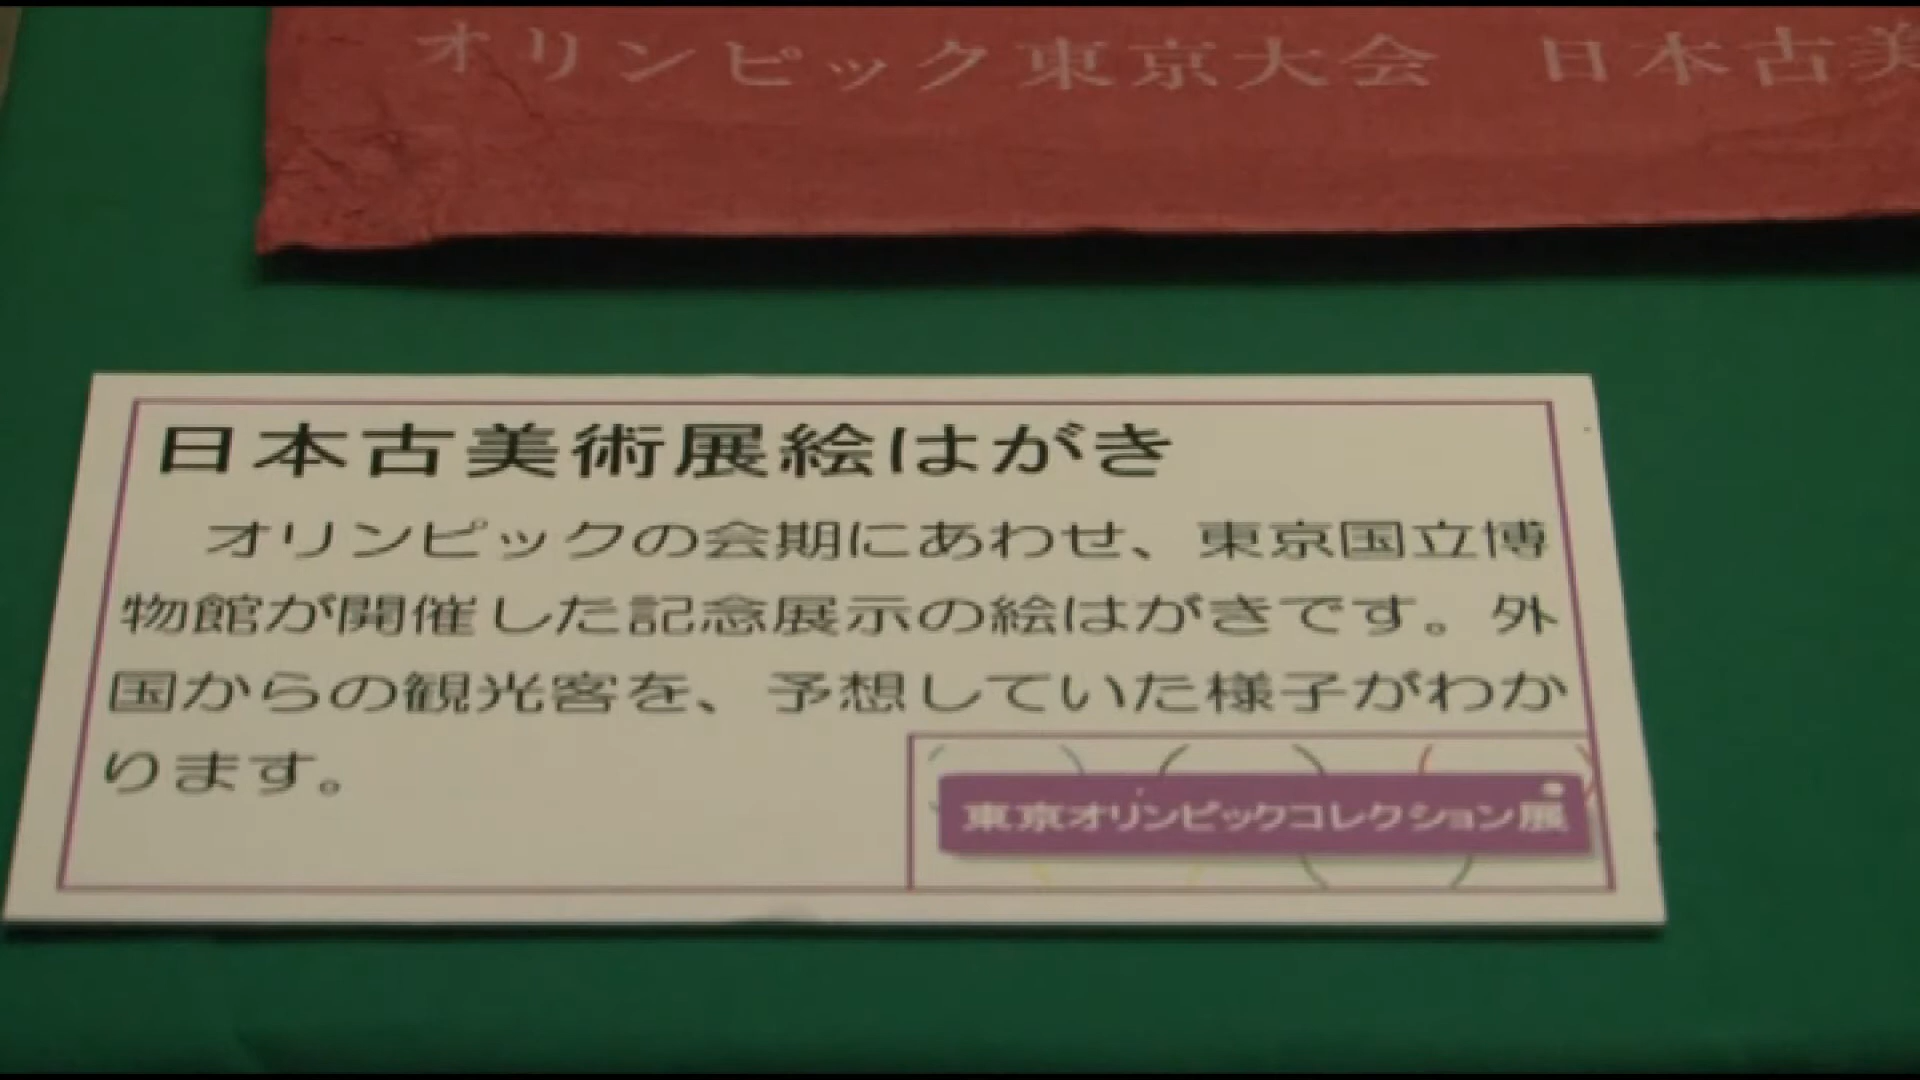 オリンピック東京大会 日本古美
日本古美術展絵はがき
オリンピックの会期にあわせ、東京国立博
物館が開催した記念展示の絵はがきです。外
国からの観光客を、予想していた様子がわか
ります。
東京オリンピックコレクション展